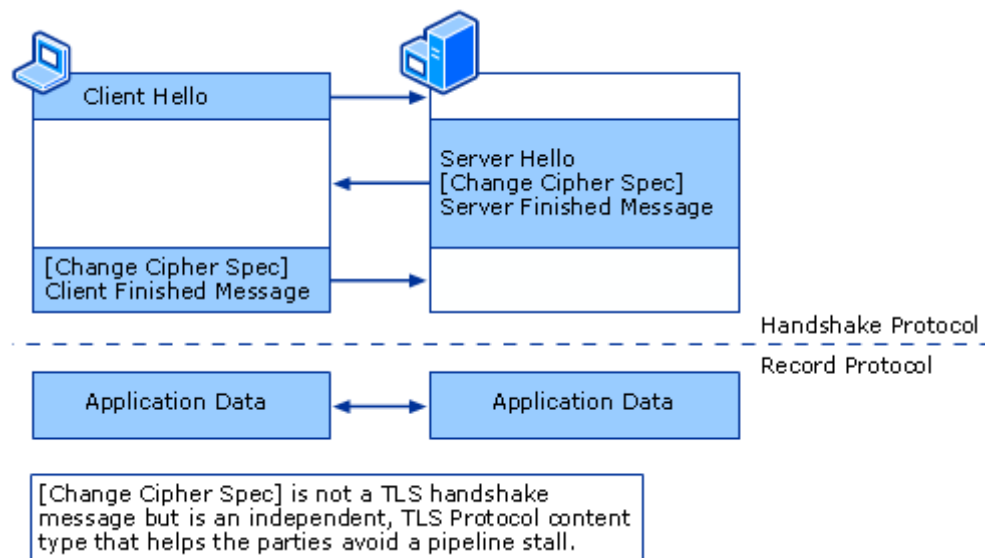 Client Hello
Server Hello
[Change Cipher Spec]
Server Finished Message
[Change Cipher Spec]
Client Finished Message
Handshake Protocol
Record Protocol
Application Data
Application Data
[Change Cipher Spec] is not a TLS handshake
message but is an independent, TLS Protocol content
type that helps the parties avoid a pipeline stall.